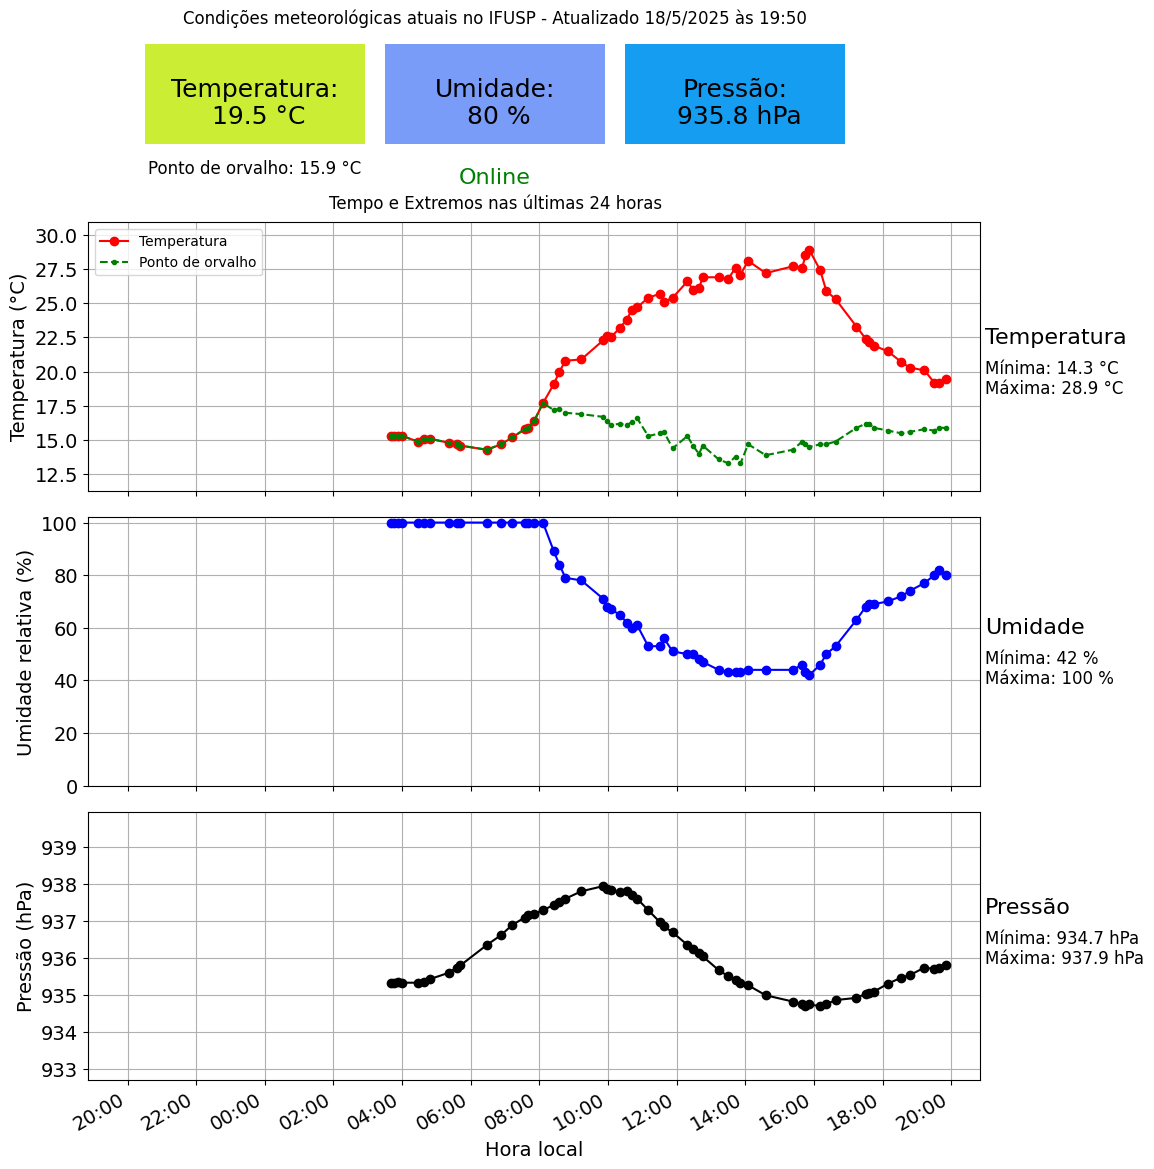 Condições meteorológicas atuais no IFUSP - Atualizado 18/5/2025 às 19:50
Temperatura:
19.5 °C
Umidade:
80 %
Pressão:
935.8 hPa
Ponto de orvalho: 15.9 °C
Online
Tempo e Extremos nas últimas 24 horas
Temperatura
Ponto de orvalho
Temperatura (°C)
30.0
27.5
25.0
22.5
20.0
17.5
15.0
12.5
Temperatura
Mínima: 14.3 °C
Máxima: 28.9 °C
Umidade relativa (%)
100
80
60
40
20
0
Umidade
Mínima: 42 %
Máxima: 100 %
Pressão (hPa)
939
938
937
936
935
934
933
Pressão
Mínima: 934.7 hPa
Máxima: 937.9 hPa
20:00
22:00
00:00
02:00
04:00
06:00
08:00
10:00
12:00
14:00
16:00
18:00
20:00
Hora local